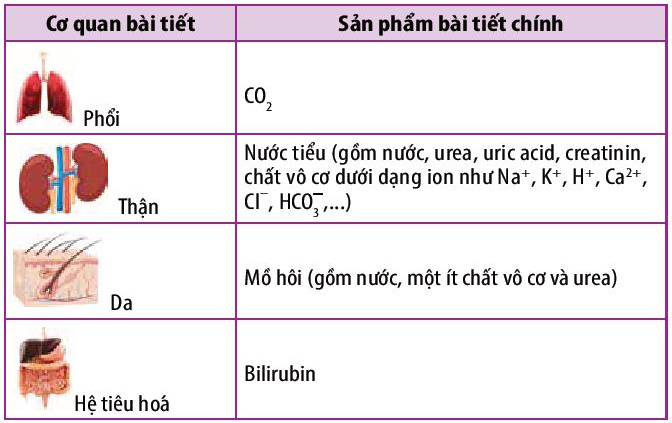 Cơ quan bài tiết
Sản phẩm bài tiết chính
Phổi
CO₂
Thận
Nước tiểu (gồm nước, urea, uric acid, creatinin,
chất vô cơ dưới dạng ion như Na⁺, K⁺, H⁺, Ca²⁺,
Cl⁻, HCO₃⁻,...)
Da
Mồ hôi (gồm nước, một ít chất vô cơ và urea)
Hệ tiêu hoá
Bilirubin